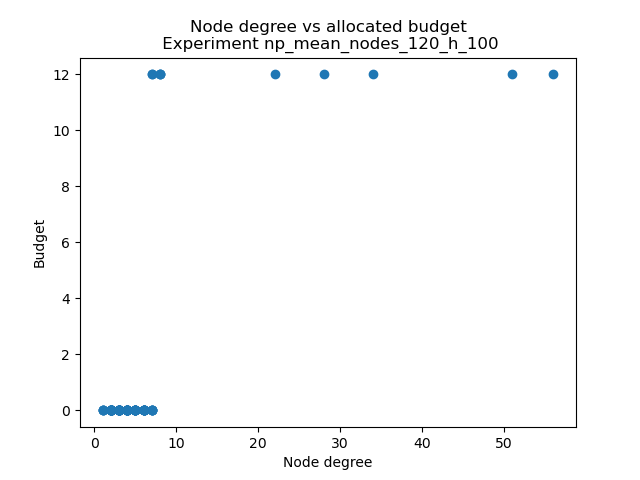 Node degree vs allocated budget
Experiment np_mean_nodes_120_h_100
12
10
8
6
4
2
0
Budget
0 10 20 30 40 50
Node degree